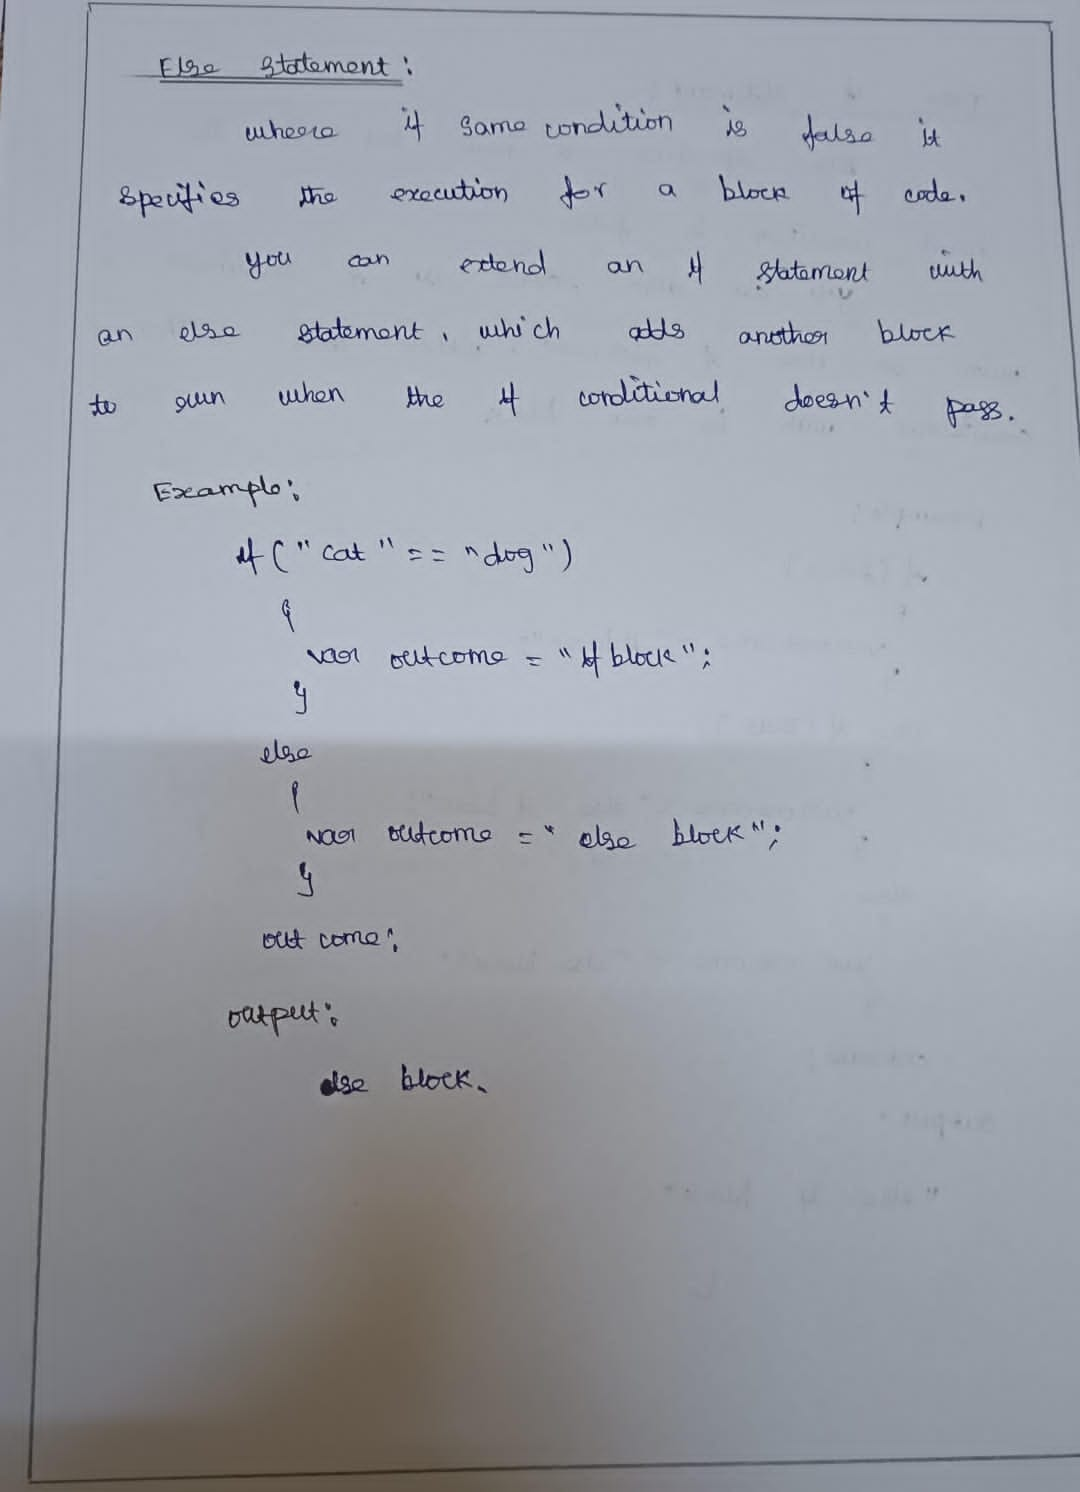 Else Statement:
where if same condition is false it
specifies the execution for a block of code.
you can extend an if statement with
an else statement, which adds another block
to run when the if conditional doesn't pass.
Example:
if ("cat" == "dog")
{
var outcome = "if block";
}
else
{
var outcome = "else block";
}
out come;
output:
else block.